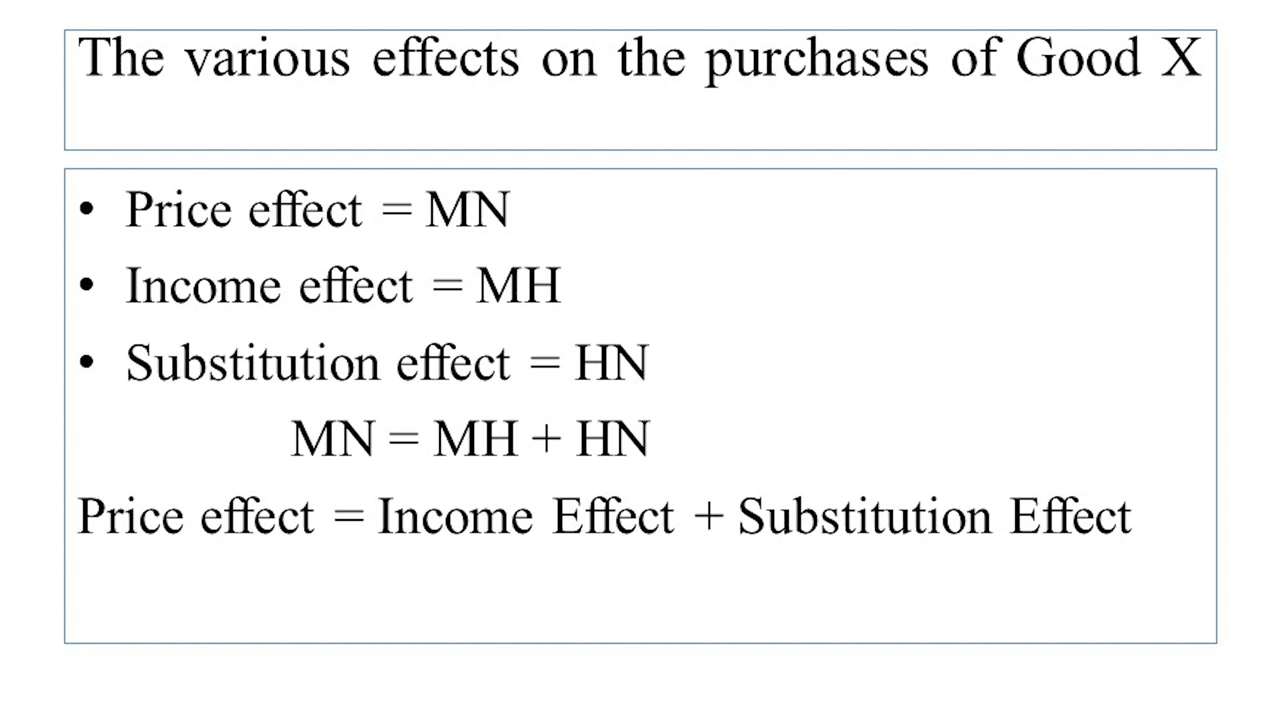 The various effects on the purchases of Good X
• Price effect = MN
• Income effect = MH
• Substitution effect = HN
MN = MH + HN
Price effect = Income Effect + Substitution Effect